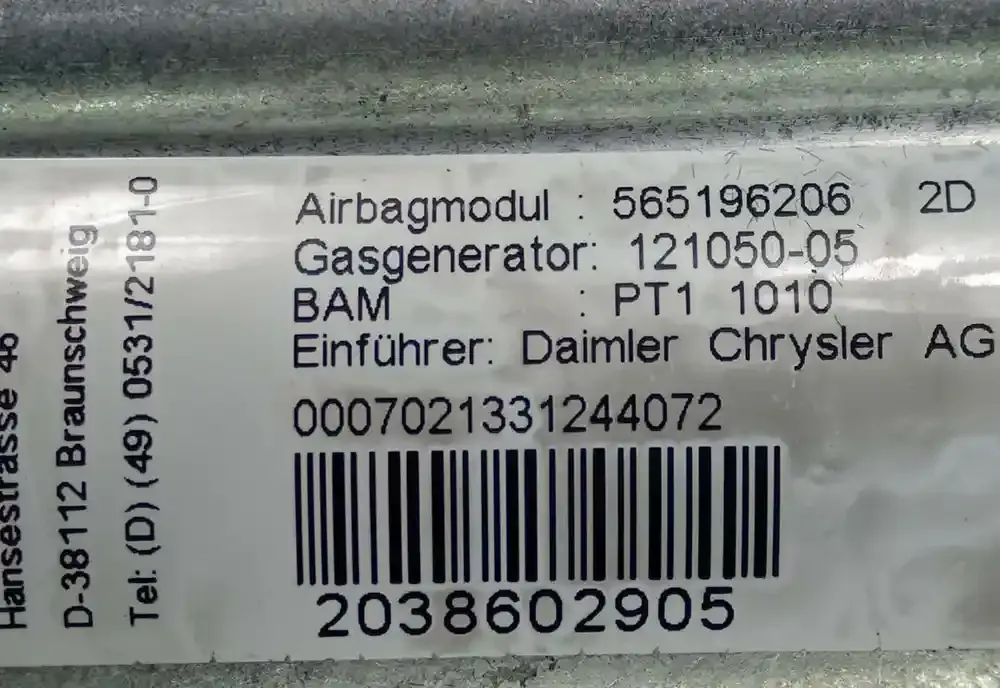 Hansestrasse 46
D-38112 Braunschweig
Tel: (D) (49) 0531/2181-0
Airbagmodul : 565196206 2D
Gasgenerator: 121050-05
BAM : PT1 1010
Einführer: Daimler Chrysler AG
0007021331244072
2038602905